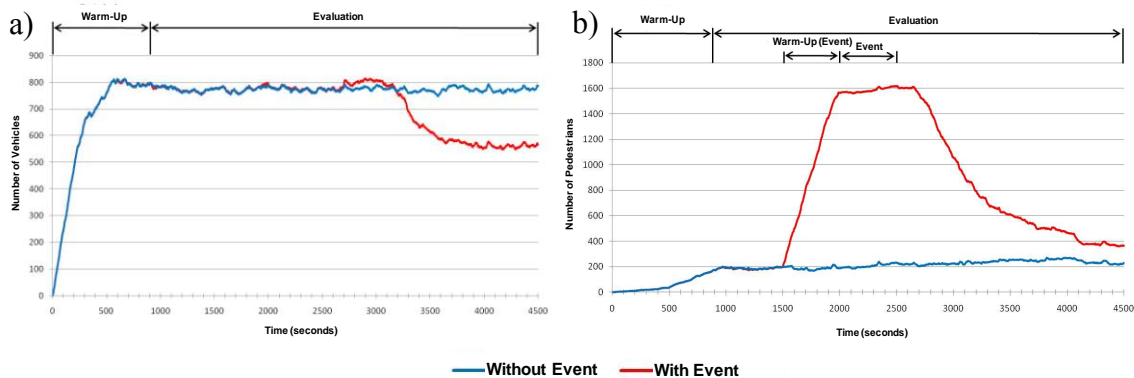 a)
Warm-Up Evaluation
900
800
700
600
500
400
300
200
100
0
Number of Vehicles
0 500 1000 1500 2000 2500 3000 3500 4000 4500
Time (seconds)
b)
Warm-Up Evaluation
Warm-Up (Event) Event
1800
1600
1400
1200
1000
800
600
400
200
0
Number of Pedestrians
0 500 1000 1500 2000 2500 3000 3500 4000 4500
Time (seconds)
Without Event With Event